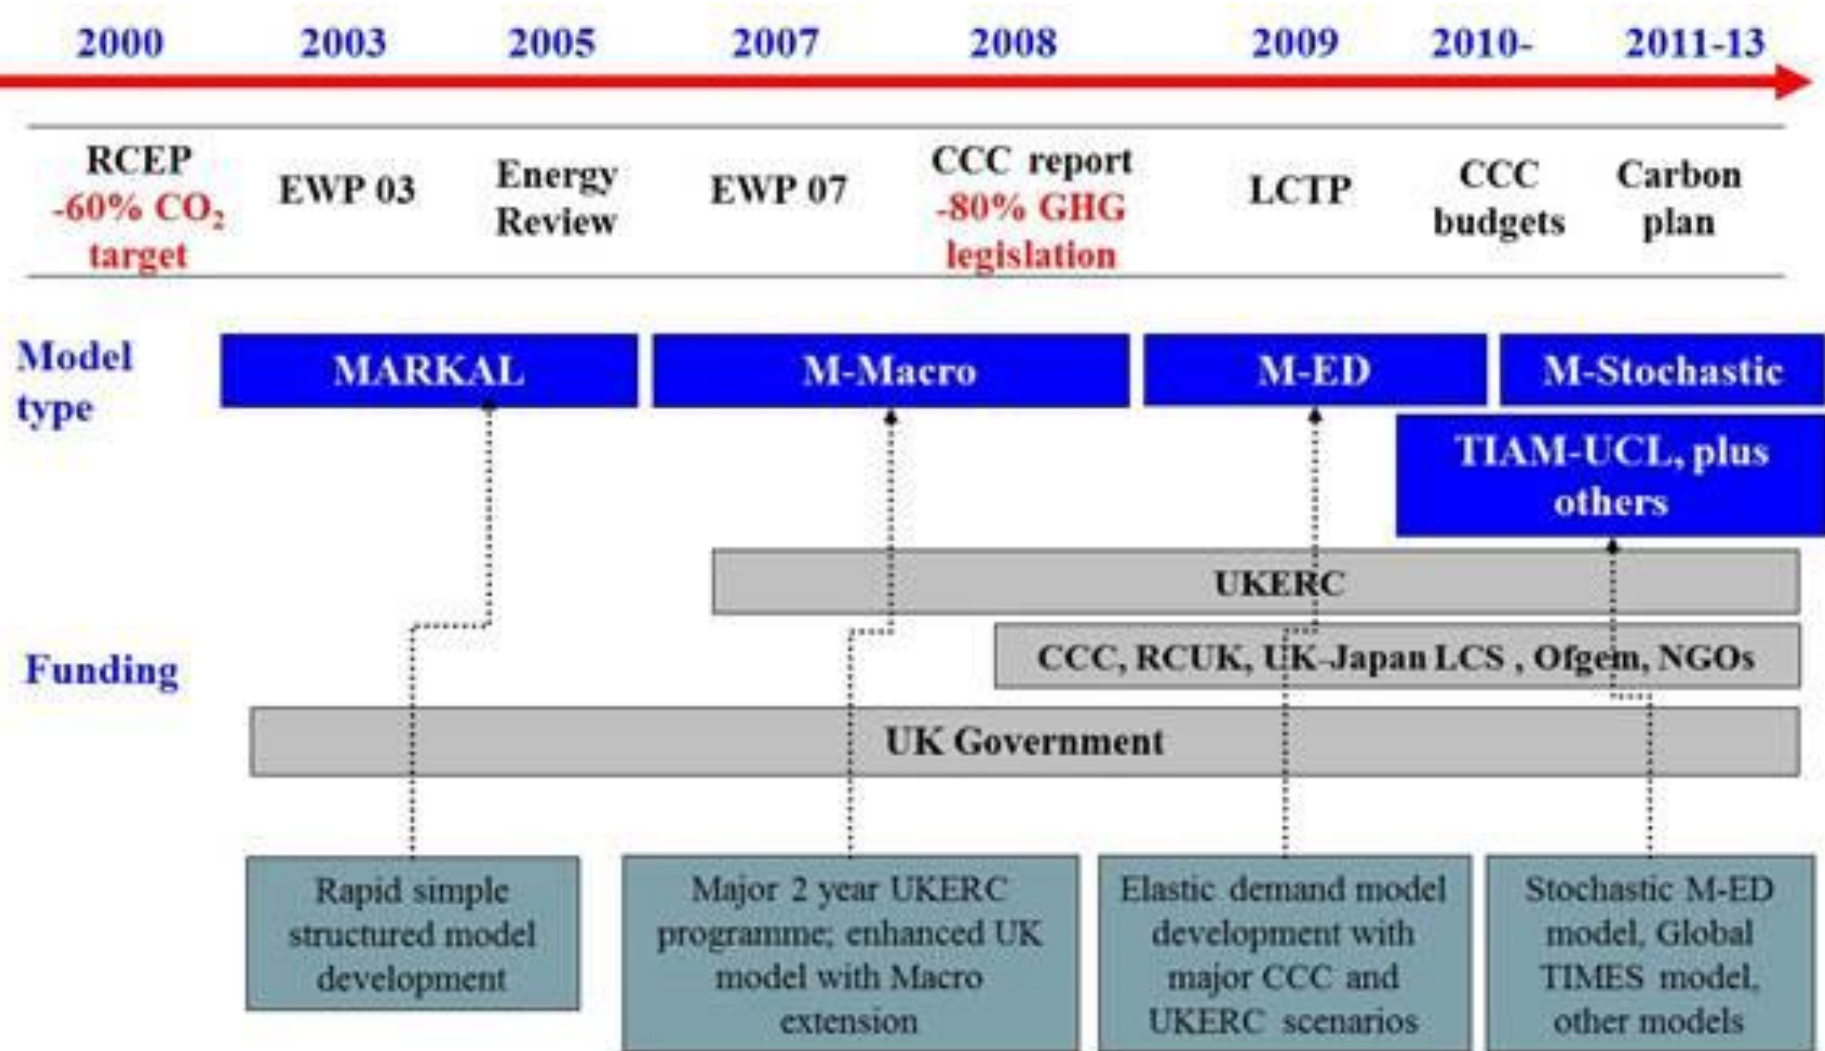 2000 2003 2005 2007 2008 2009 2010- 2011-13
RCEP
-60% CO₂
target
EWP 03
Energy
Review
EWP 07
CCC report
-80% GHG
legislation
LCTP
CCC
budgets
Carbon
plan
Model
type
MARKAL
M-Macro
M-ED
M-Stochastic
TIAM-UCL, plus
others
Funding
UKERC
CCC, RCUK, UK-Japan LCS , Ofgem, NGOs
UK Government
Rapid simple
structured model
development
Major 2 year UKERC
programme; enhanced UK
model with Macro
extension
Elastic demand model
development with
major CCC and
UKERC scenarios
Stochastic M-ED
model, Global
TIMES model,
other models